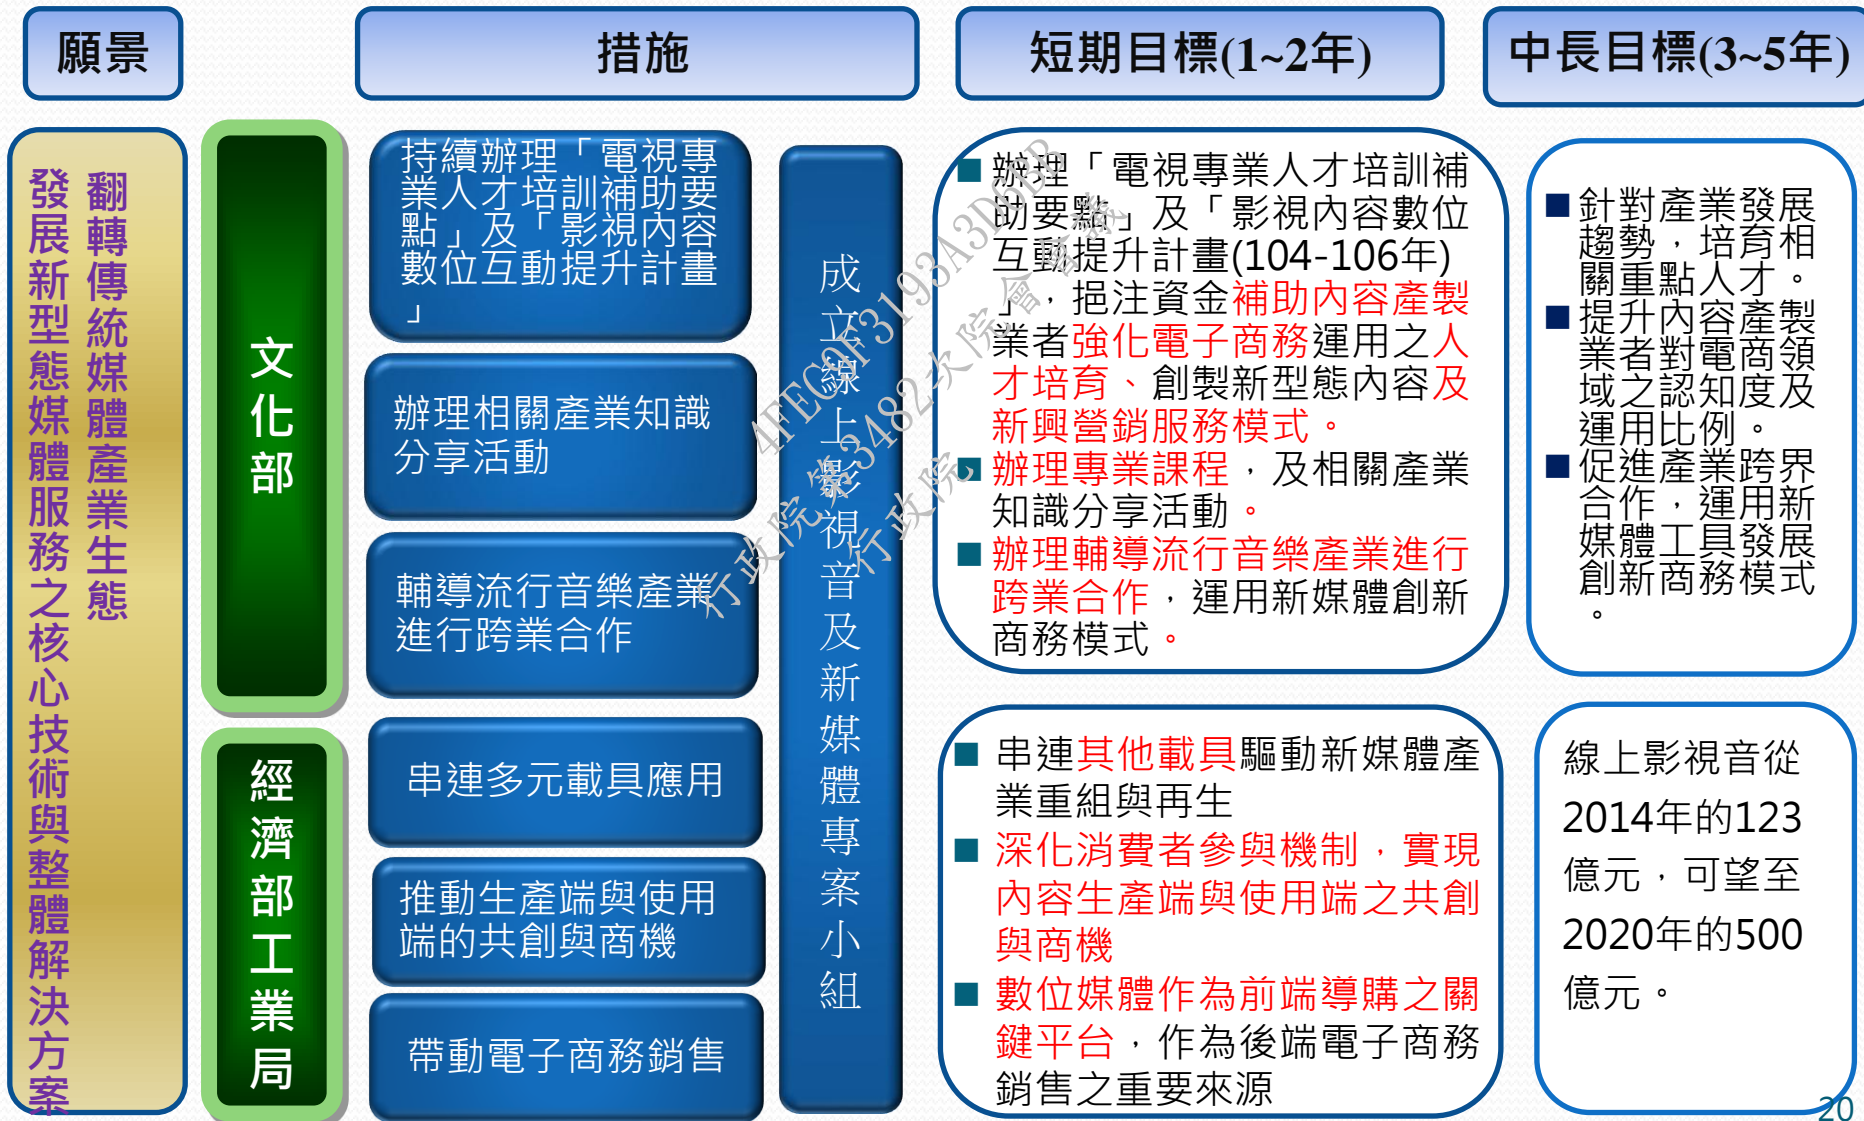 願景
措施
短期目標(1~2年)
中長目標(3~5年)
翻轉傳統媒體產業生態
發展新型態媒體服務之核心技術與整體解決方案
文化部
經濟部工業局
持續辦理「電視專
業人才培訓補助要
點」及「影視內容
數位互動提升計畫
」
辦理相關產業知識
分享活動
輔導流行音樂產業
進行跨業合作
串連多元載具應用
推動生產端與使用
端的共創與商機
帶動電子商務銷售
成立線上影視音及新媒體專案小組
■辦理「電視專業人才培訓補
助要點」及「影視內容數位
互動提升計畫(104-106年)
」，挹注資金補助內容產製
業者強化電子商務運用之人
才培育、創製新型態內容及
新興營銷服務模式。
■辦理專業課程，及相關產業
知識分享活動。
■辦理輔導流行音樂產業進行
跨業合作，運用新媒體創新
商務模式。
■針對產業發展
趨勢，培育相
關重點人才。
■提升內容產製
業者對電商領
域之認知度及
運用比例。
■促進產業跨界
合作，運用新
媒體工具發展
創新商務模式
。
■串連其他載具驅動新媒體產
業重組與再生
■深化消費者參與機制，實現
內容生產端與使用端之共創
與商機
■數位媒體作為前端導購之關
鍵平台，作為後端電子商務
銷售之重要來源
線上影視音從
2014年的123
億元，可望至
2020年的500
億元。
行政院第3482次院會會議
行政院
20